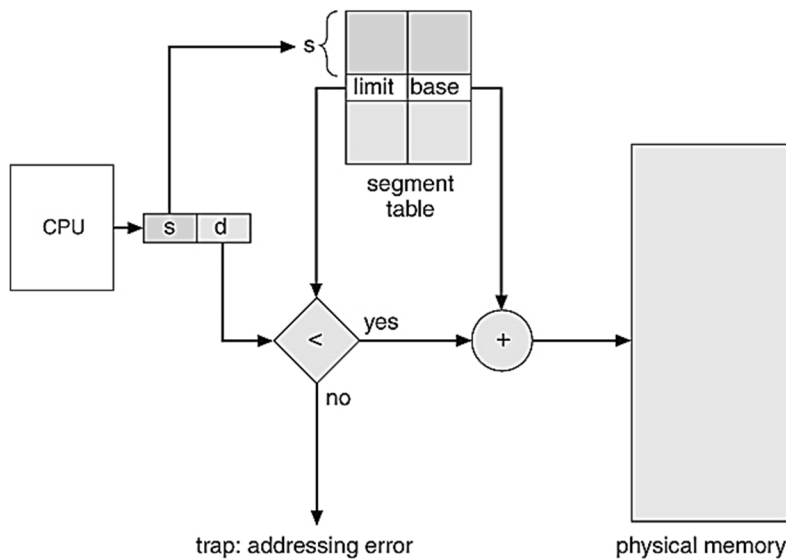 s
limit base
segment
table
CPU
s d
<
yes
+
no
trap: addressing error
physical memory